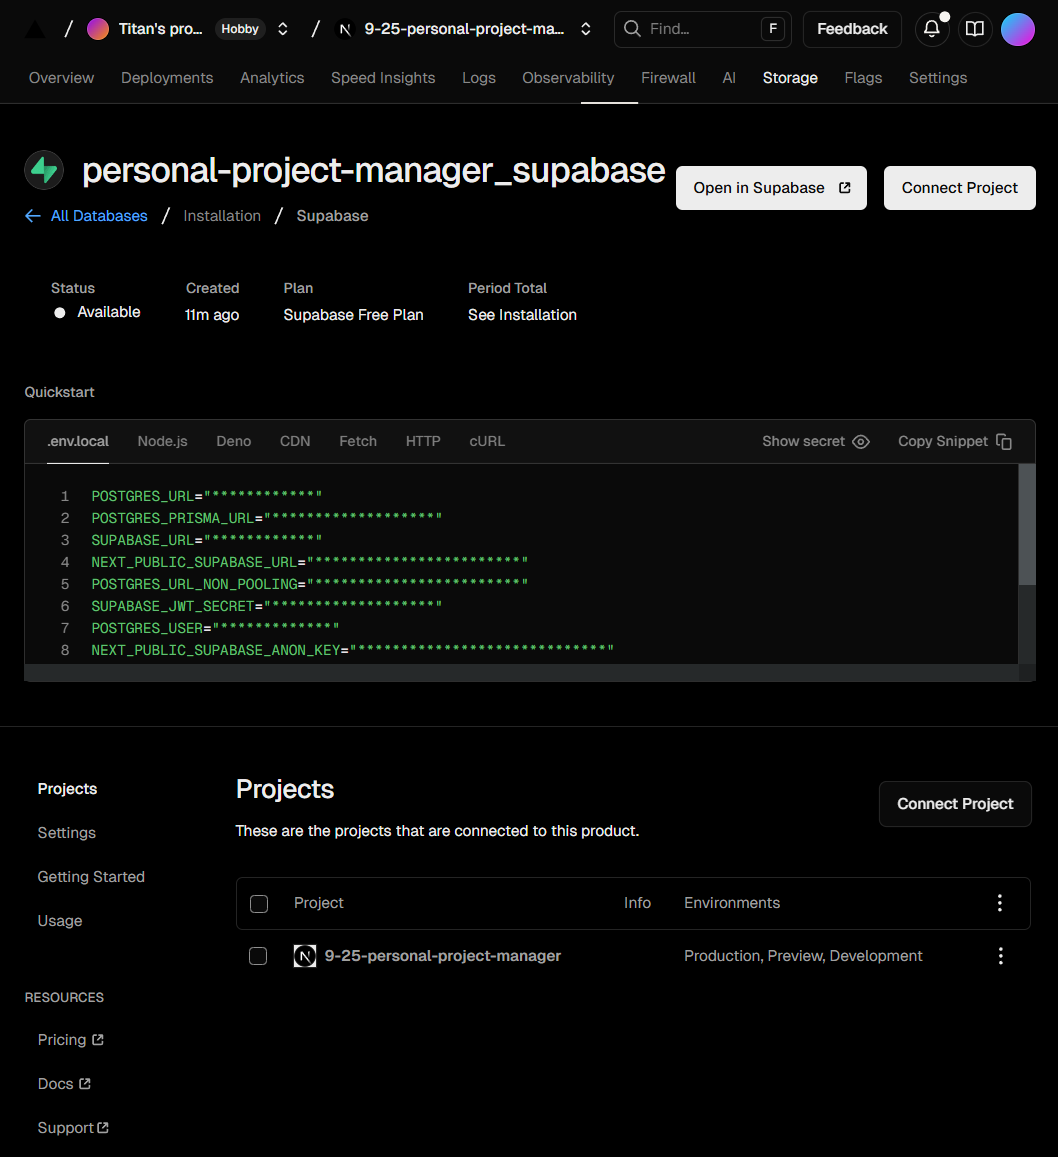 / Titan's pro... Hobby / N 9-25-personal-project-ma... Find... F Feedback
Overview Deployments Analytics Speed Insights Logs Observability Firewall AI Storage Flags Settings
personal-project-manager_supabase
Open in Supabase Connect Project
← All Databases / Installation / Supabase
Status Created Plan Period Total
Available 11m ago Supabase Free Plan See Installation
Quickstart
.env.local Node.js Deno CDN Fetch HTTP cURL Show secret Copy Snippet
1 POSTGRES_URL="************"
2 POSTGRES_PRISMA_URL="*******************"
3 SUPABASE_URL="************"
4 NEXT_PUBLIC_SUPABASE_URL="************************"
5 POSTGRES_URL_NON_POOLING="************************"
6 SUPABASE_JWT_SECRET="*******************"
7 POSTGRES_USER="*************"
8 NEXT_PUBLIC_SUPABASE_ANON_KEY="*****************************"
Projects
Settings
Getting Started
Usage
RESOURCES
Pricing
Docs
Support
Projects
Connect Project
These are the projects that are connected to this product.
Project Info Environments
N 9-25-personal-project-manager Production, Preview, Development